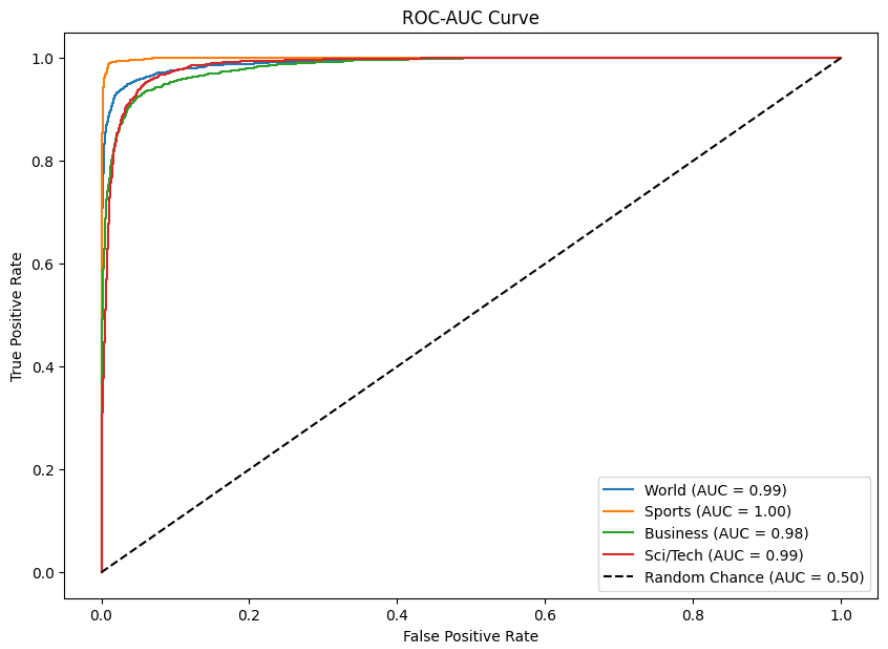 ROC-AUC Curve
1.0
0.8
0.6
0.4
0.2
0.0
True Positive Rate
World (AUC = 0.99)
Sports (AUC = 1.00)
Business (AUC = 0.98)
Sci/Tech (AUC = 0.99)
Random Chance (AUC = 0.50)
0.0 0.2 0.4 0.6 0.8 1.0
False Positive Rate